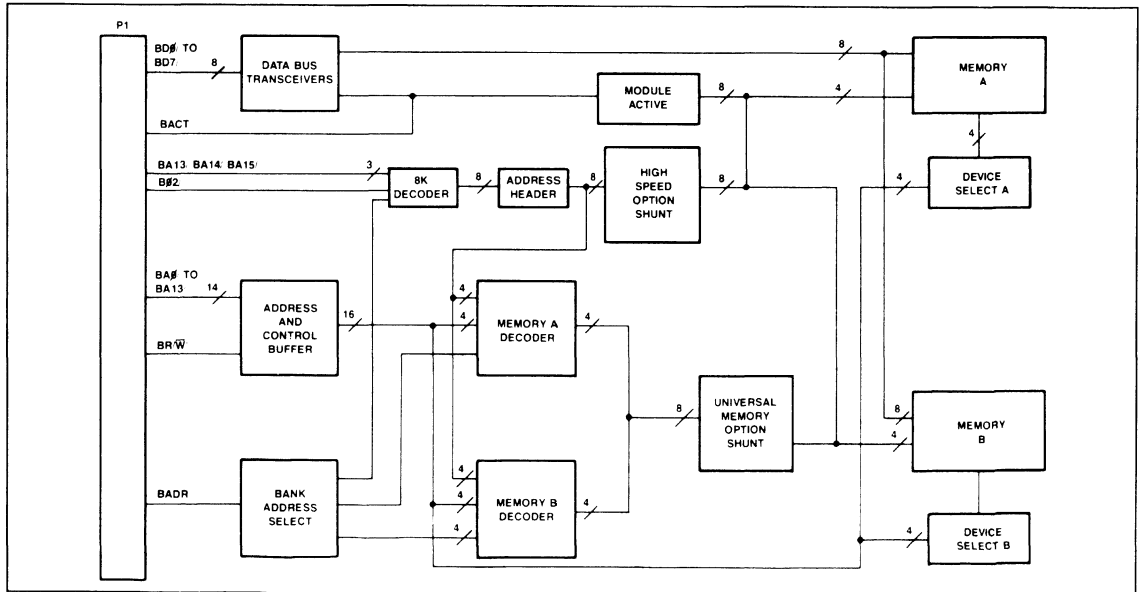 P1
BDØ/ TO
BD7/
8
DATA BUS
TRANSCEIVERS
8
MEMORY
A
MODULE
ACTIVE
8
4
BACT
4
BA13/ BA14/ BA15/
3
BØ2/
8K
DECODER
8
ADDRESS
HEADER
8
HIGH
SPEED
OPTION
SHUNT
8
4
DEVICE
SELECT A
BAØ TO
BA13/
14
ADDRESS
AND
CONTROL
BUFFER
16
4
4
MEMORY A
DECODER
4
BR/W̅
UNIVERSAL
MEMORY
OPTION
SHUNT
8
8
4
MEMORY
B
BADR
BANK
ADDRESS
SELECT
4
4
4
MEMORY B
DECODER
4
4
DEVICE
SELECT B